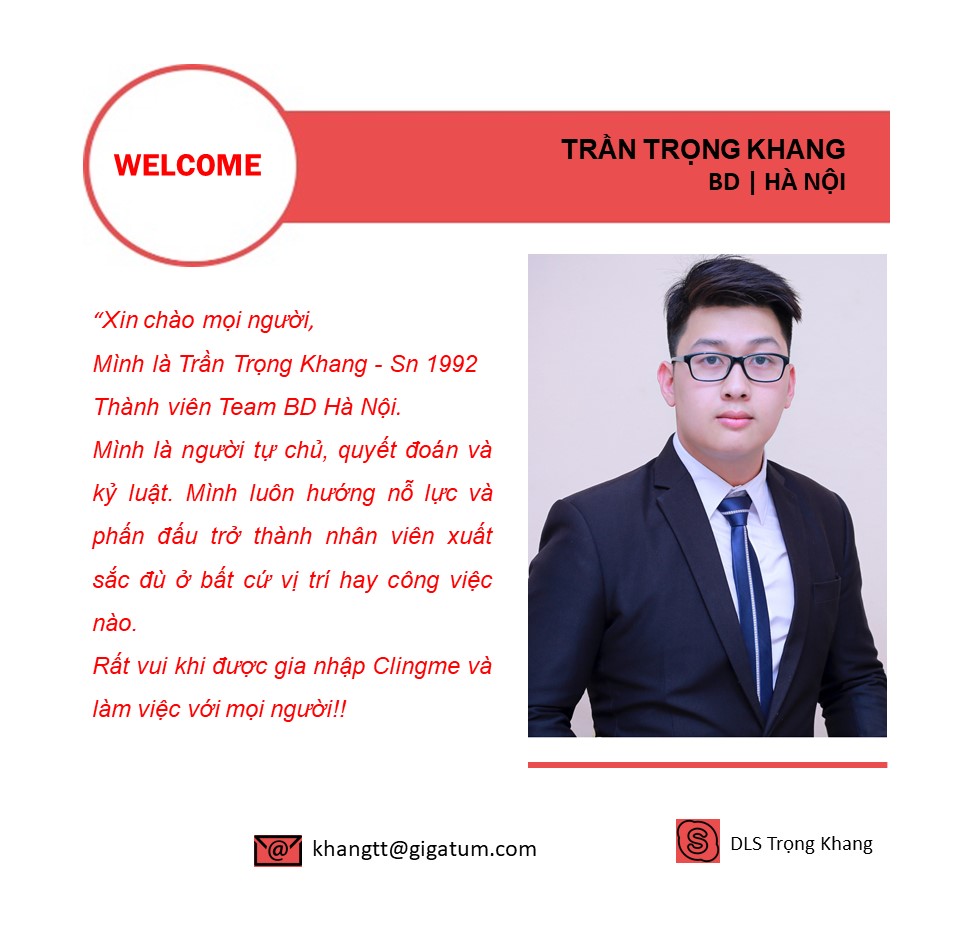 WELCOME
TRẦN TRỌNG KHANG
BD | HÀ NỘI
“Xin chào mọi người,
Mình là Trần Trọng Khang - Sn 1992
Thành viên Team BD Hà Nội.
Mình là người tự chủ, quyết đoán và
kỷ luật. Mình luôn hướng nỗ lực và
phấn đấu trở thành nhân viên xuất
sắc đù ở bất cứ vị trí hay công việc
nào.
Rất vui khi được gia nhập Clingme và
làm việc với mọi người!!
khangtt@gigatum.com
DLS Trọng Khang